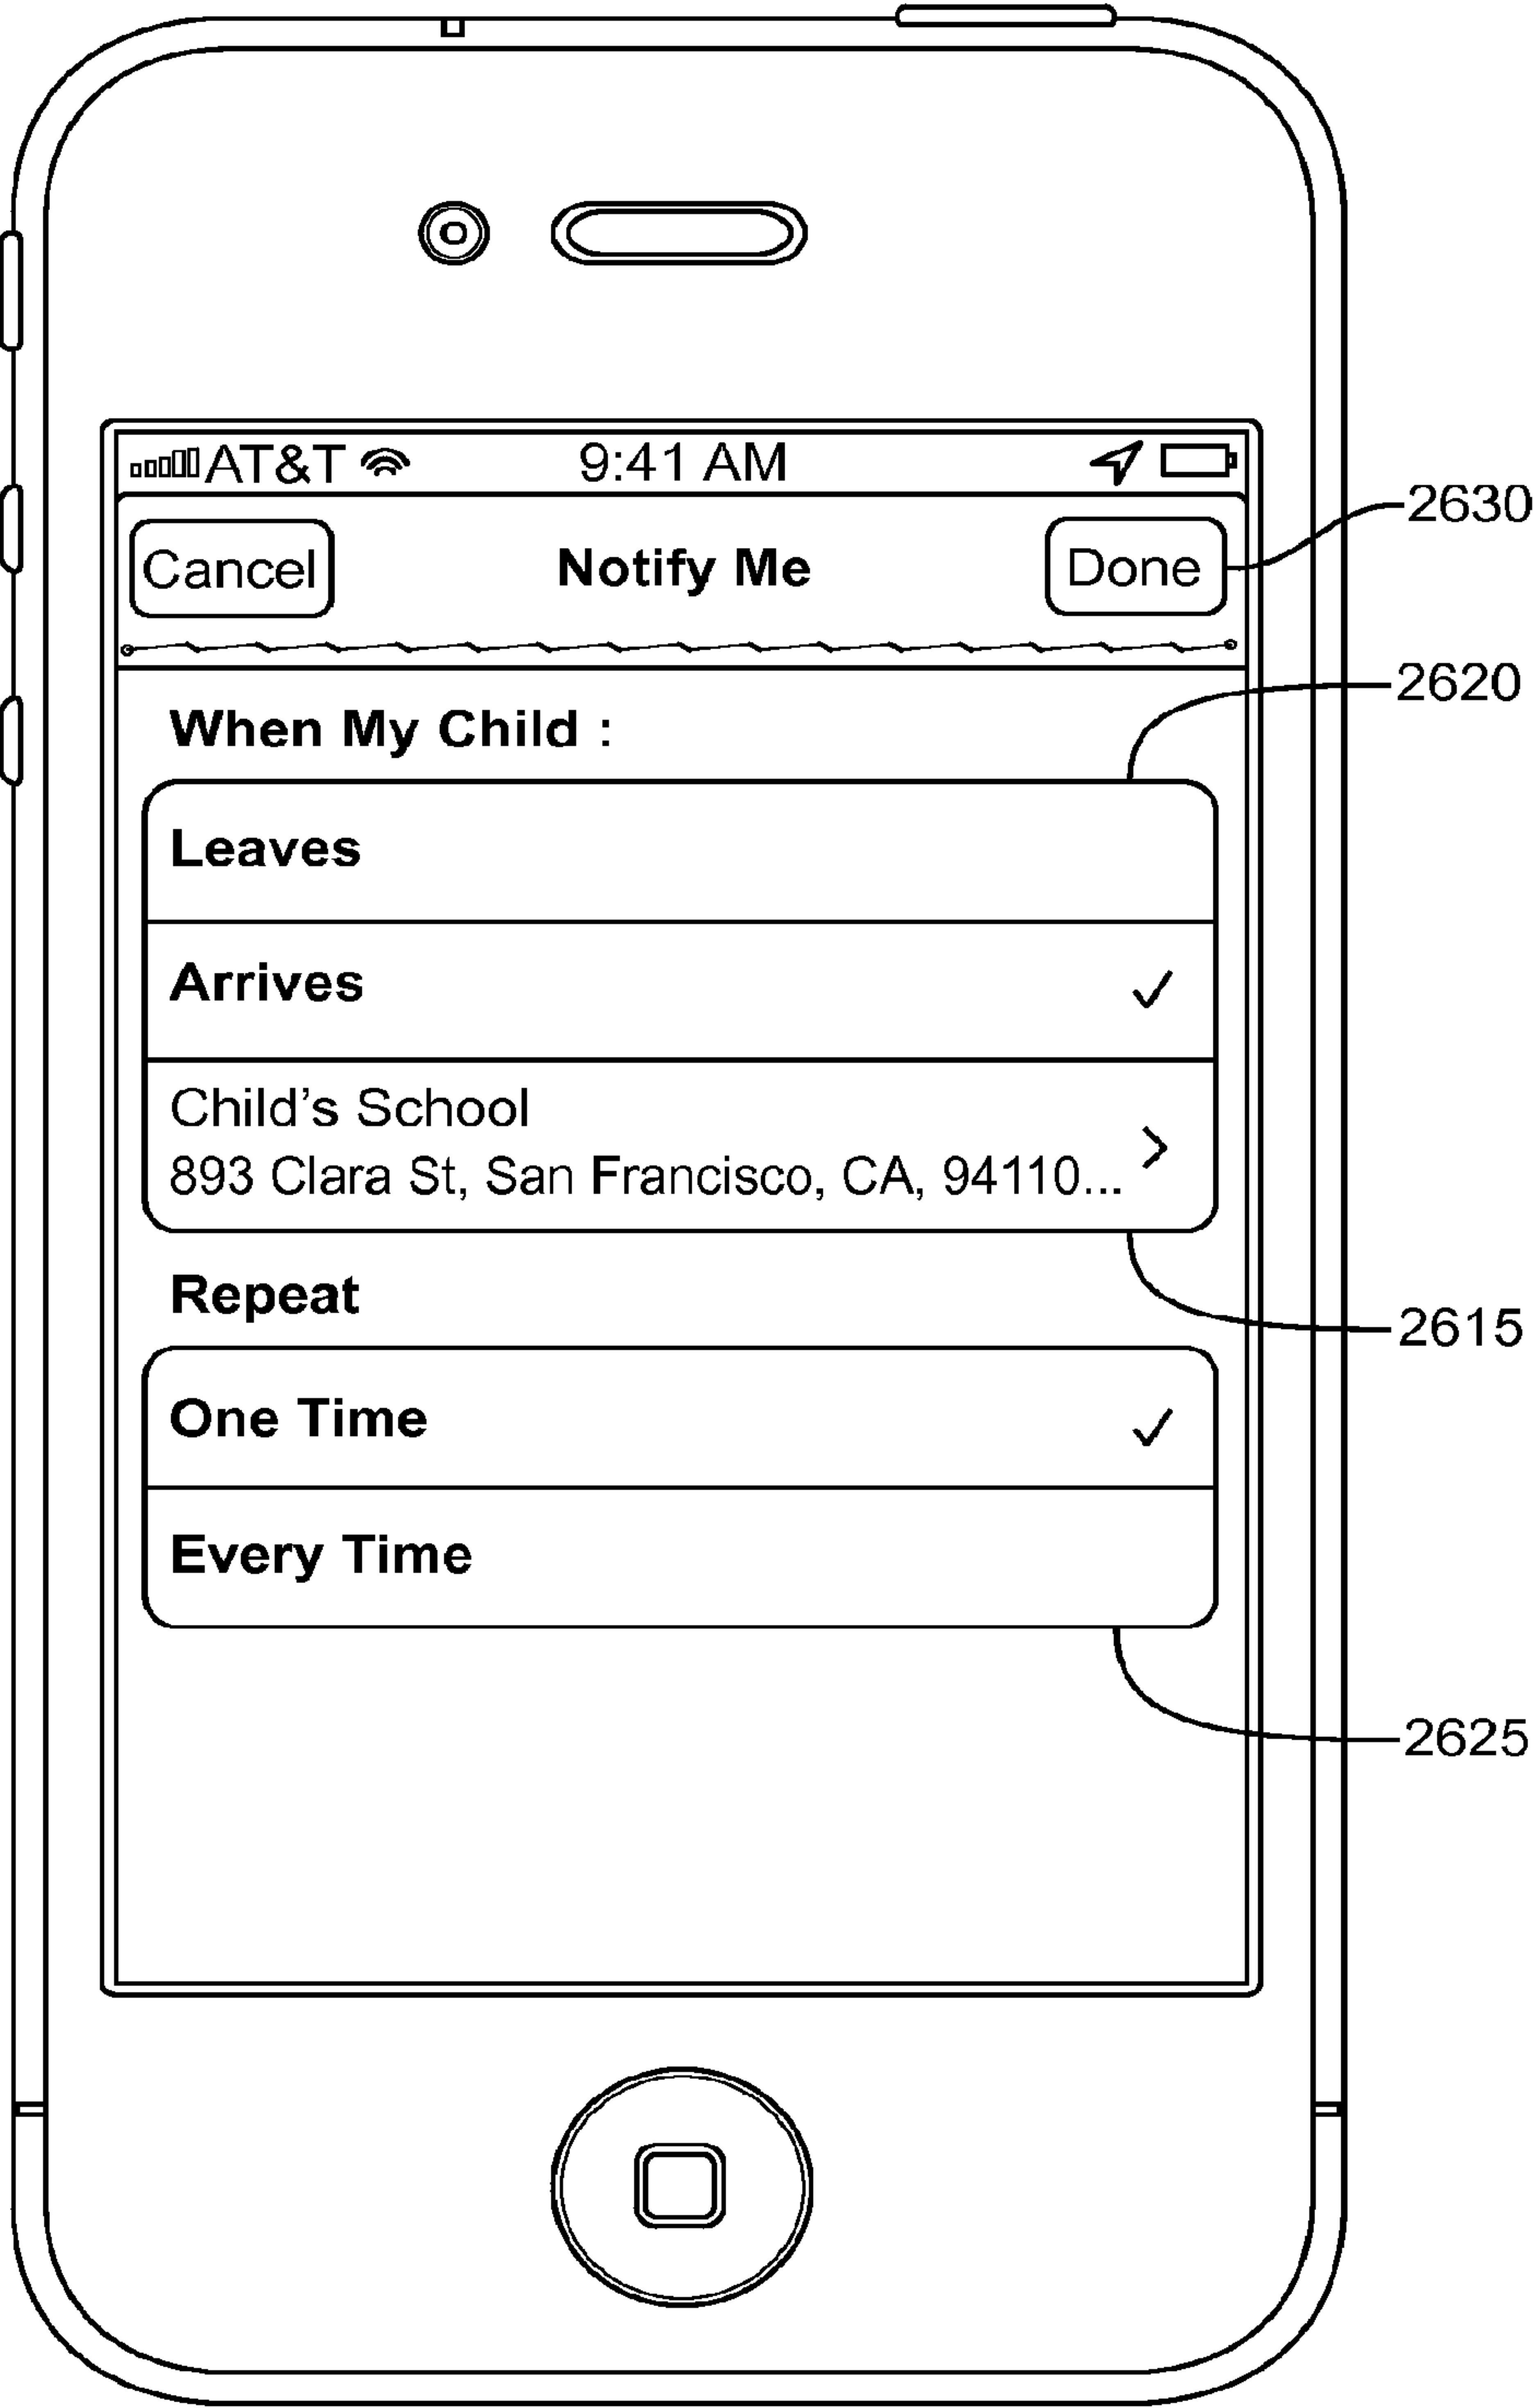 AT&T 9:41 AM
Cancel Notify Me Done
2630
2620
When My Child :
Leaves
Arrives
Child's School
893 Clara St, San Francisco, CA, 94110...
2615
Repeat
One Time
Every Time
2625